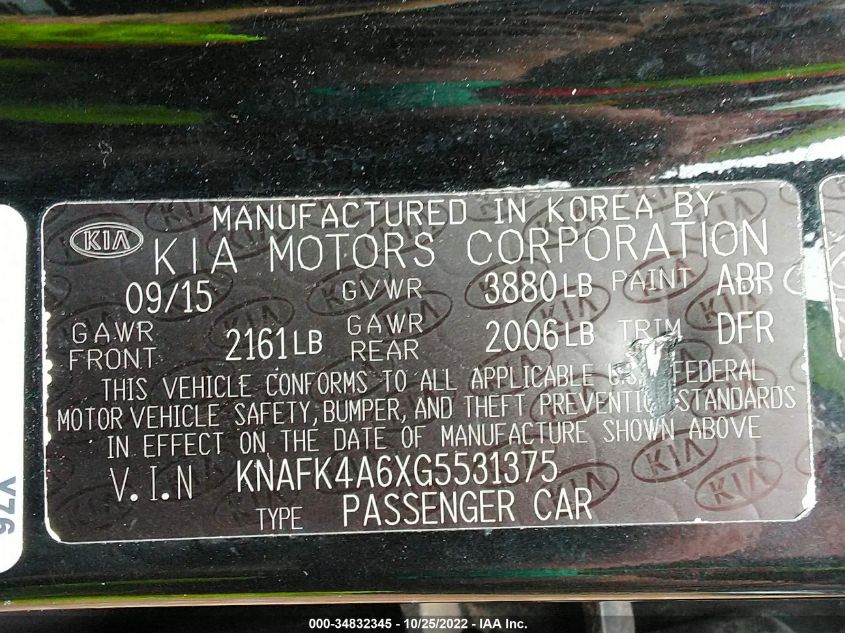 MANUFACTURED IN KOREA BY
KIA KIA MOTORS CORPORATION
09/15 GVWR 3880LB PAINT ABR
GAWR FRONT 2161LB GAWR REAR 2006LB TRIM DFR
THIS VEHICLE CONFORMS TO ALL APPLICABLE U.S. FEDERAL
MOTOR VEHICLE SAFETY, BUMPER, AND THEFT PREVENTION STANDARDS
IN EFFECT ON THE DATE OF MANUFACTURE SHOWN ABOVE
V.I.N KNAFK4A6XG5531375
TYPE PASSENGER CAR
000-34832345 - 10/25/2022 - IAA Inc.